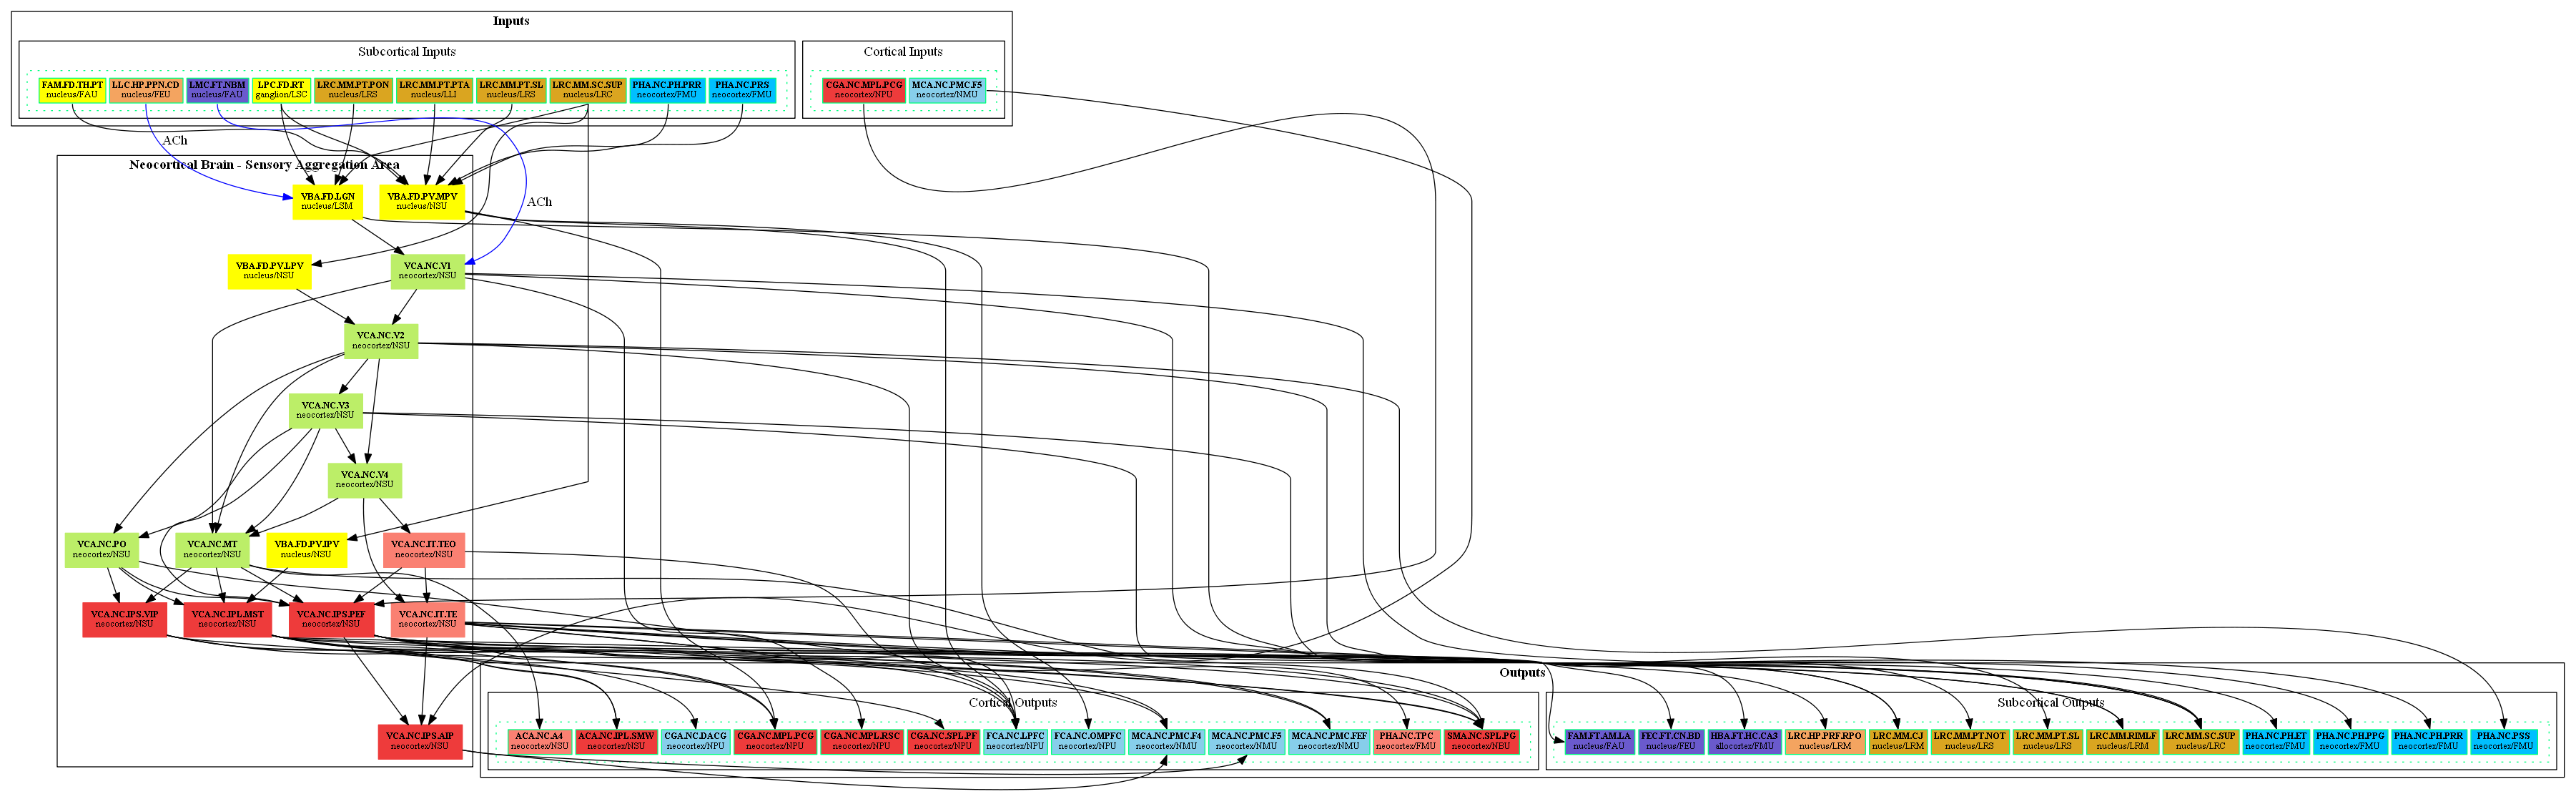 Inputs
Subcortical Inputs
Cortical Inputs
FAM.FD.TH.PT
nucleus/FAU
LLC.HP.PPN.CD
nucleus/FEU
LMC.FT.NBM
nucleus/FAU
LPC.FD.RT
ganglion/LSC
LRC.MM.PT.PON
nucleus/LRS
LRC.MM.PT.PTA
nucleus/LLI
LRC.MM.PT.SL
nucleus/LRS
LRC.MM.SC.SUP
nucleus/LRC
PHA.NC.PH.PRR
neocortex/FMU
PHA.NC.PRS
neocortex/FMU
CGA.NC.MPL.PCG
neocortex/NPU
MCA.NC.PMC.F5
neocortex/NMU
ACh
Neocortical Brain - Sensory Aggregation Area
VBA.FD.LGN
nucleus/LSM
VBA.FD.PV.MPV
nucleus/NSU
ACh
VBA.FD.PV.LPV
nucleus/NSU
VCA.NC.V1
neocortex/NSU
VCA.NC.V2
neocortex/NSU
VCA.NC.V3
neocortex/NSU
VCA.NC.V4
neocortex/NSU
VCA.NC.PO
neocortex/NSU
VCA.NC.MT
neocortex/NSU
VBA.FD.PV.IPV
nucleus/NSU
VCA.NC.IT.TEO
neocortex/NSU
VCA.NC.IPS.VIP
neocortex/NSU
VCA.NC.IPL.MST
neocortex/NSU
VCA.NC.IPS.PEF
neocortex/NSU
VCA.NC.IT.TE
neocortex/NSU
VCA.NC.IPS.AIP
neocortex/NSU
Outputs
Cortical Outputs
Subcortical Outputs
ACA.NC.A4
neocortex/NSU
ACA.NC.IPL.SMW
neocortex/NSU
CGA.NC.DACG
neocortex/NPU
CGA.NC.MPL.PCG
neocortex/NPU
CGA.NC.MPL.RSC
neocortex/NPU
CGA.NC.SPL.PF
neocortex/NPU
FCA.NC.LPFC
neocortex/NPU
FCA.NC.OMPFC
neocortex/NPU
MCA.NC.PMC.F4
neocortex/NMU
MCA.NC.PMC.F5
neocortex/NMU
MCA.NC.PMC.FEF
neocortex/NMU
PHA.NC.TPC
neocortex/FMU
SMA.NC.SPL.PG
neocortex/NBU
FAM.FT.AM.LA
nucleus/FAU
FEC.FT.CN.BD
nucleus/FEU
HBA.FT.HC.CA3
allocortex/FMU
LRC.HP.PRF.RPO
nucleus/LRM
LRC.MM.CJ
nucleus/LRM
LRC.MM.PT.NOT
nucleus/LRS
LRC.MM.PT.SL
nucleus/LRS
LRC.MM.RIMLF
nucleus/LRM
LRC.MM.SC.SUP
nucleus/LRC
PHA.NC.PH.ET
neocortex/FMU
PHA.NC.PH.PPG
neocortex/FMU
PHA.NC.PH.PRR
neocortex/FMU
PHA.NC.PSS
neocortex/FMU